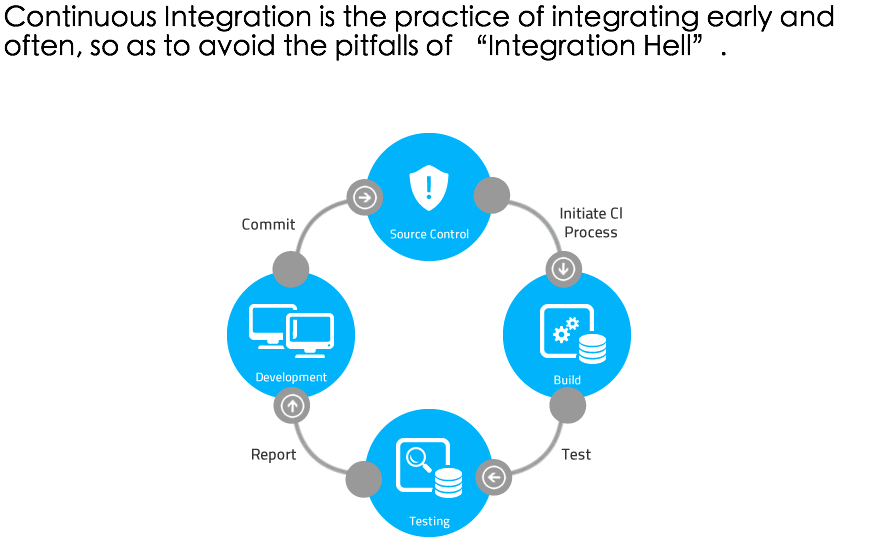 Continuous Integration is the practice of integrating early and
often, so as to avoid the pitfalls of “Integration Hell” .
Source Control
Commit
Initiate CI
Process
Development
Build
Report
Test
Testing